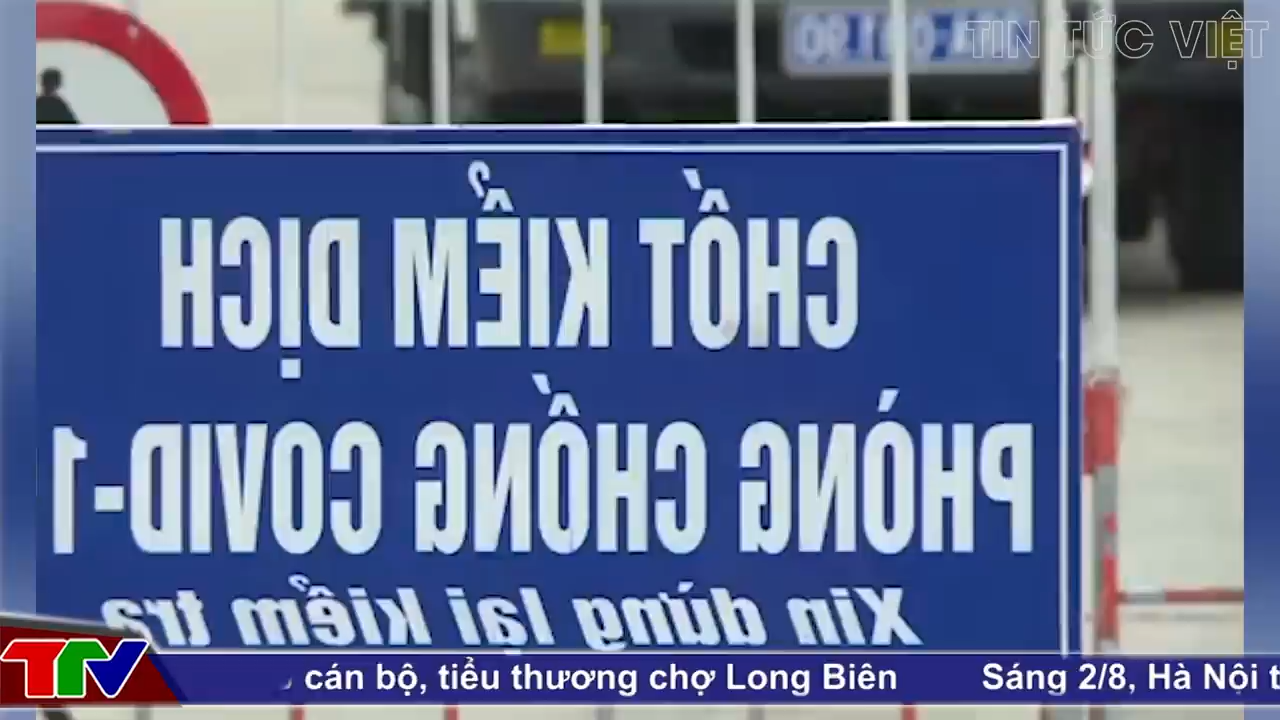 TIN TỨC VIỆT
CHỐT KIỂM DỊCH
PHÒNG CHỐNG COVID-1
Xin dừng lại kiểm tra
TTV
cán bộ, tiểu thương chợ Long Biên Sáng 2/8, Hà Nội t